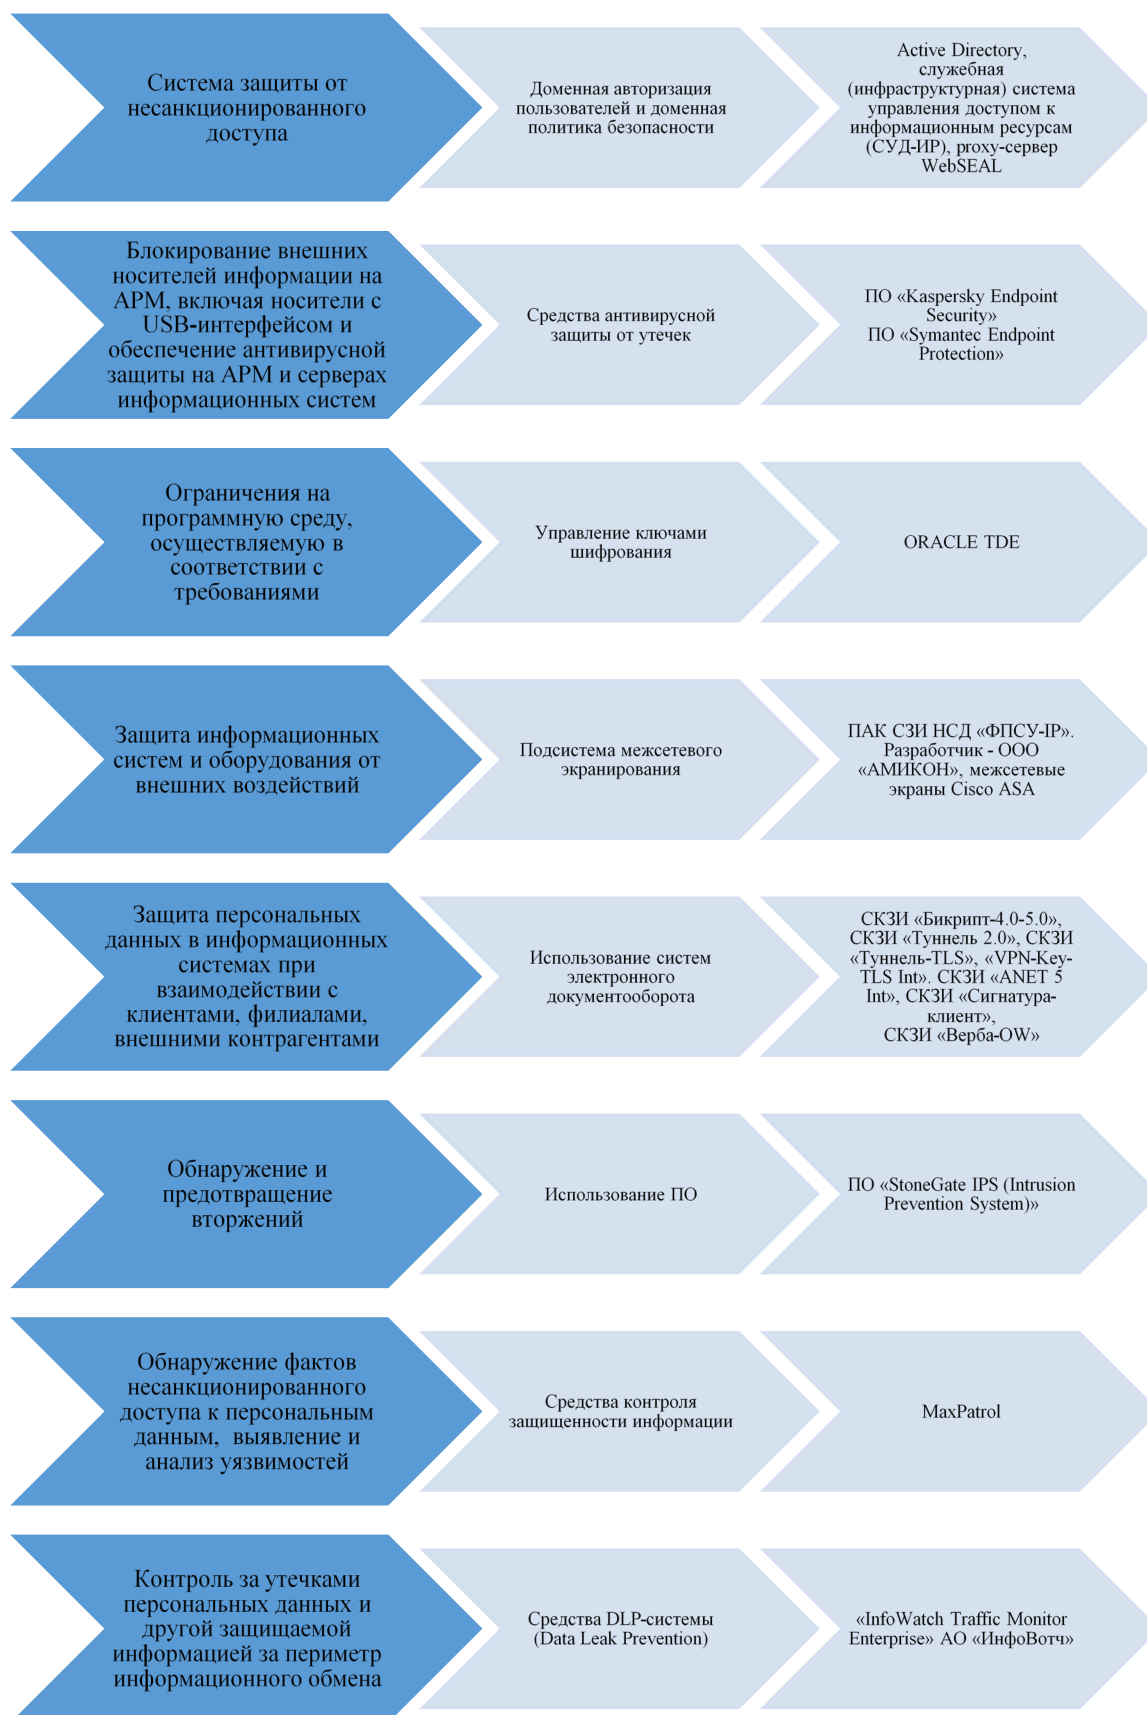 Система защиты от
несанкционированного
доступа
Доменная авторизация
пользователей и доменная
политика безопасности
Active Directory,
служебная
(инфраструктурная) система
управления доступом к
информационным ресурсам
(СУД-ИР), proxy-сервер
WebSEAL
Блокирование внешних
носителей информации на
АРМ, включая носители с
USB-интерфейсом и
обеспечение антивирусной
защиты на АРМ и серверах
информационных систем
Средства антивирусной
защиты от утечек
ПО «Kaspersky Endpoint
Security»
ПО «Symantec Endpoint
Protection»
Ограничения на
программную среду,
осуществляемую в
соответствии с
требованиями
Управление ключами
шифрования
ORACLE TDE
Защита информационных
систем и оборудования от
внешних воздействий
Подсистема межсетевого
экранирования
ПАК СЗИ НСД «ФПСУ-IP».
Разработчик - ООО
«АМИКОН», межсетевые
экраны Cisco ASA
Защита персональных
данных в информационных
системах при
взаимодействии с
клиентами, филиалами,
внешними контрагентами
Использование систем
электронного
документооборота
СКЗИ «Бикрипт-4.0-5.0»,
СКЗИ «Туннель 2.0», СКЗИ
«Туннель-TLS», «VPN-Key-
TLS Int». СКЗИ «ANET 5
Int», СКЗИ «Сигнатура-
клиент»,
СКЗИ «Верба-OW»
Обнаружение и
предотвращение
вторжений
Использование ПО
ПО «StoneGate IPS (Intrusion
Prevention System)»
Обнаружение фактов
несанкционированного
доступа к персональным
данным, выявление и
анализ уязвимостей
Средства контроля
защищенности информации
MaxPatrol
Контроль за утечками
персональных данных и
другой защищаемой
информацией за периметр
информационного обмена
Средства DLP-системы
(Data Leak Prevention)
«InfoWatch Traffic Monitor
Enterprise» АО «ИнфоВотч»